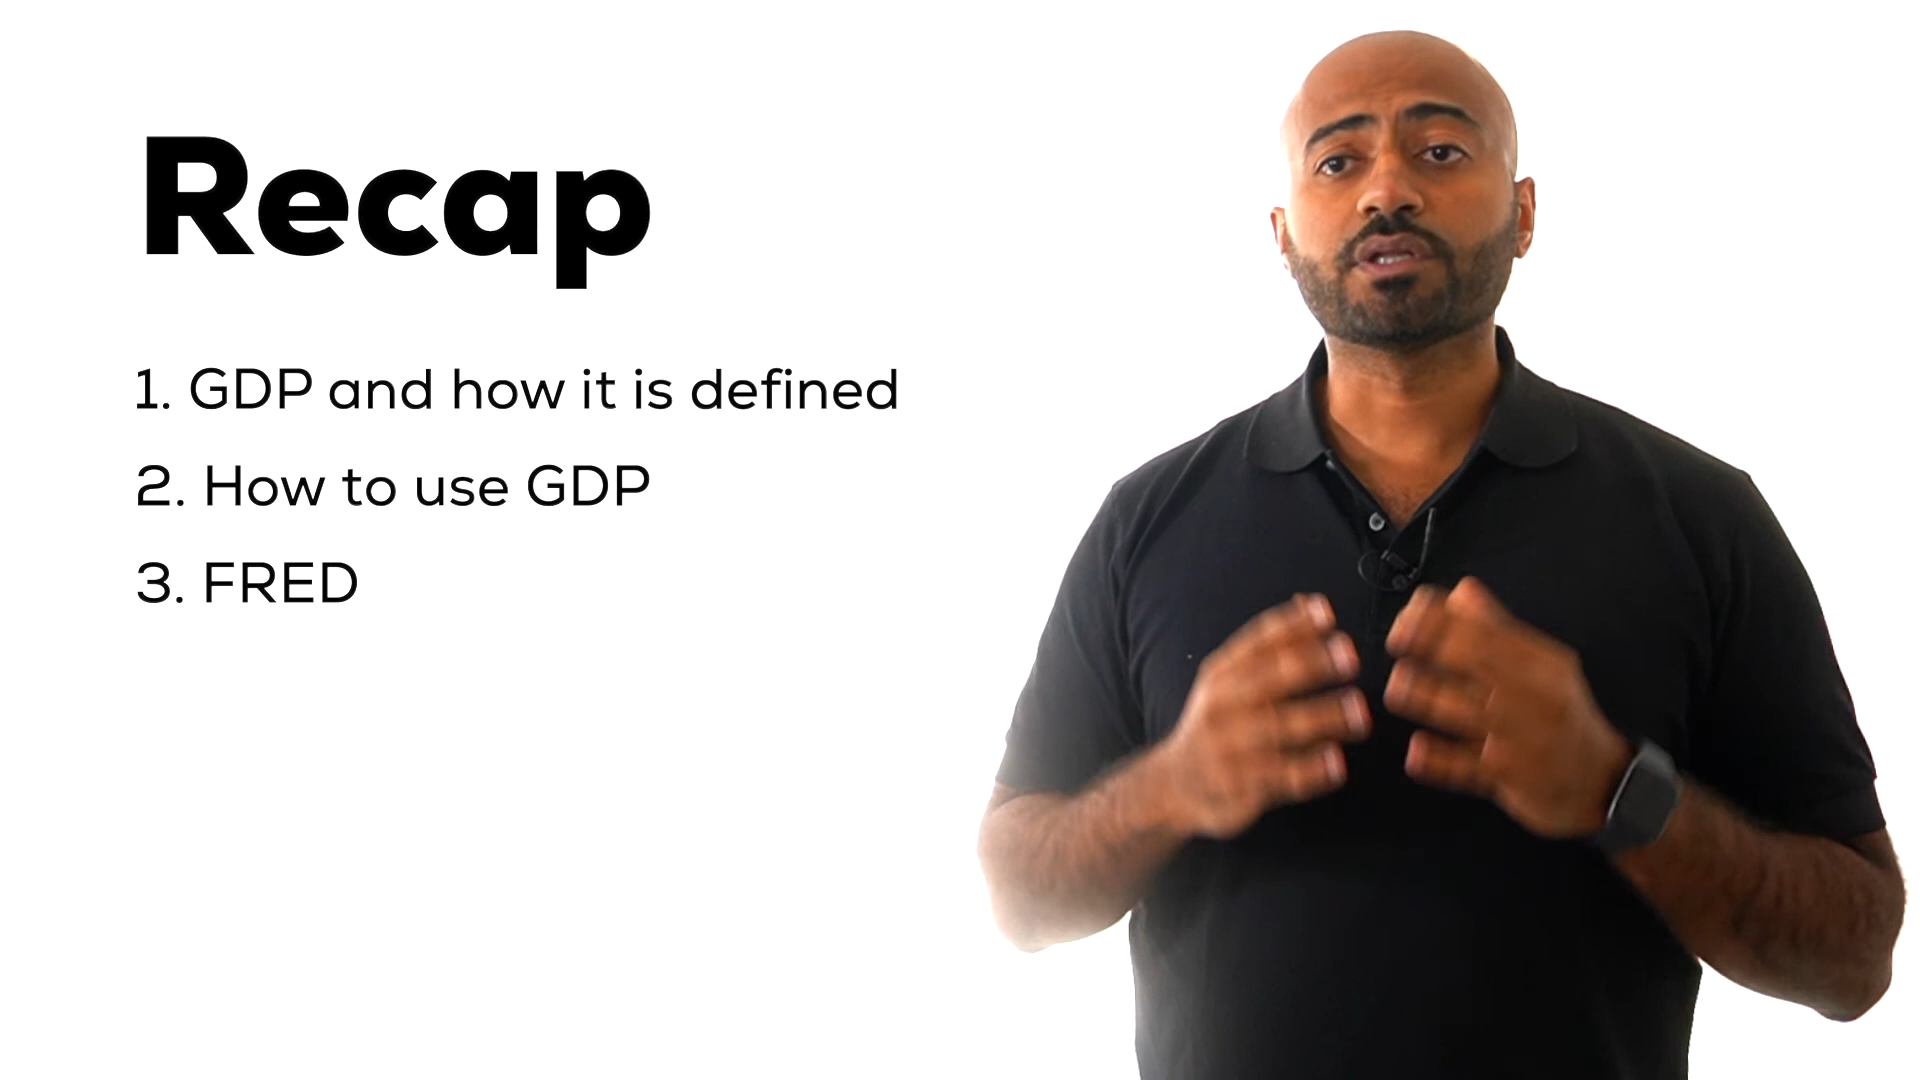 Recap
1. GDP and how it is defined
2. How to use GDP
3. FRED